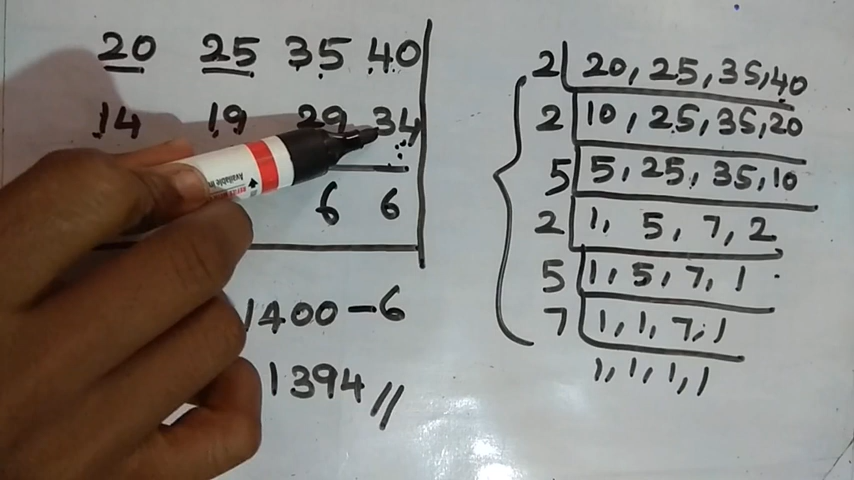 20 25 35 40
14 19 29 34
6 6
1400 - 6
1394 //
2 | 20, 25, 35, 40
2 | 10, 25, 35, 20
5 | 5, 25, 35, 10
2 | 1, 5, 7, 2
5 | 1, 5, 7, 1
7 | 1, 1, 7, 1
1, 1, 1, 1
Available in